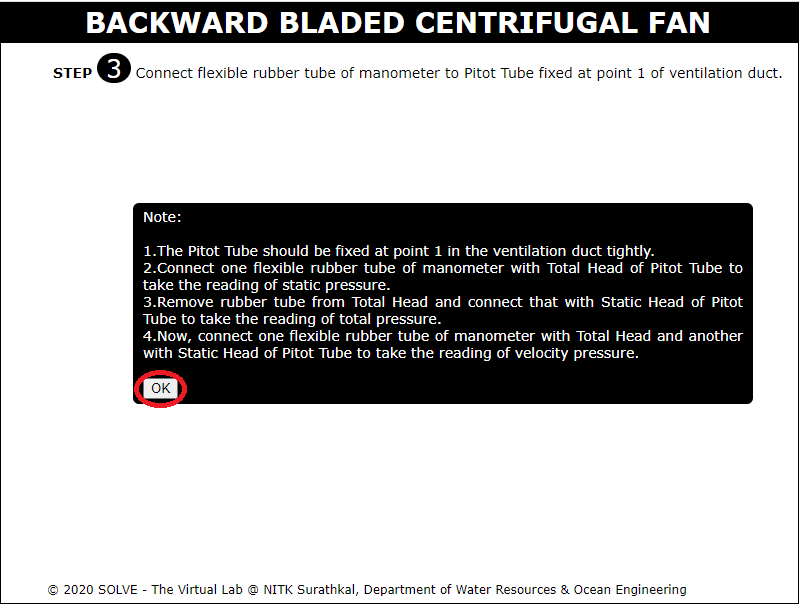 BACKWARD BLADED CENTRIFUGAL FAN
STEP 3 Connect flexible rubber tube of manometer to Pitot Tube fixed at point 1 of ventilation duct.
Note:
1.The Pitot Tube should be fixed at point 1 in the ventilation duct tightly.
2.Connect one flexible rubber tube of manometer with Total Head of Pitot Tube to
take the reading of static pressure.
3.Remove rubber tube from Total Head and connect that with Static Head of Pitot
Tube to take the reading of total pressure.
4.Now, connect one flexible rubber tube of manometer with Total Head and another
with Static Head of Pitot Tube to take the reading of velocity pressure.
OK
© 2020 SOLVE - The Virtual Lab @ NITK Surathkal, Department of Water Resources & Ocean Engineering